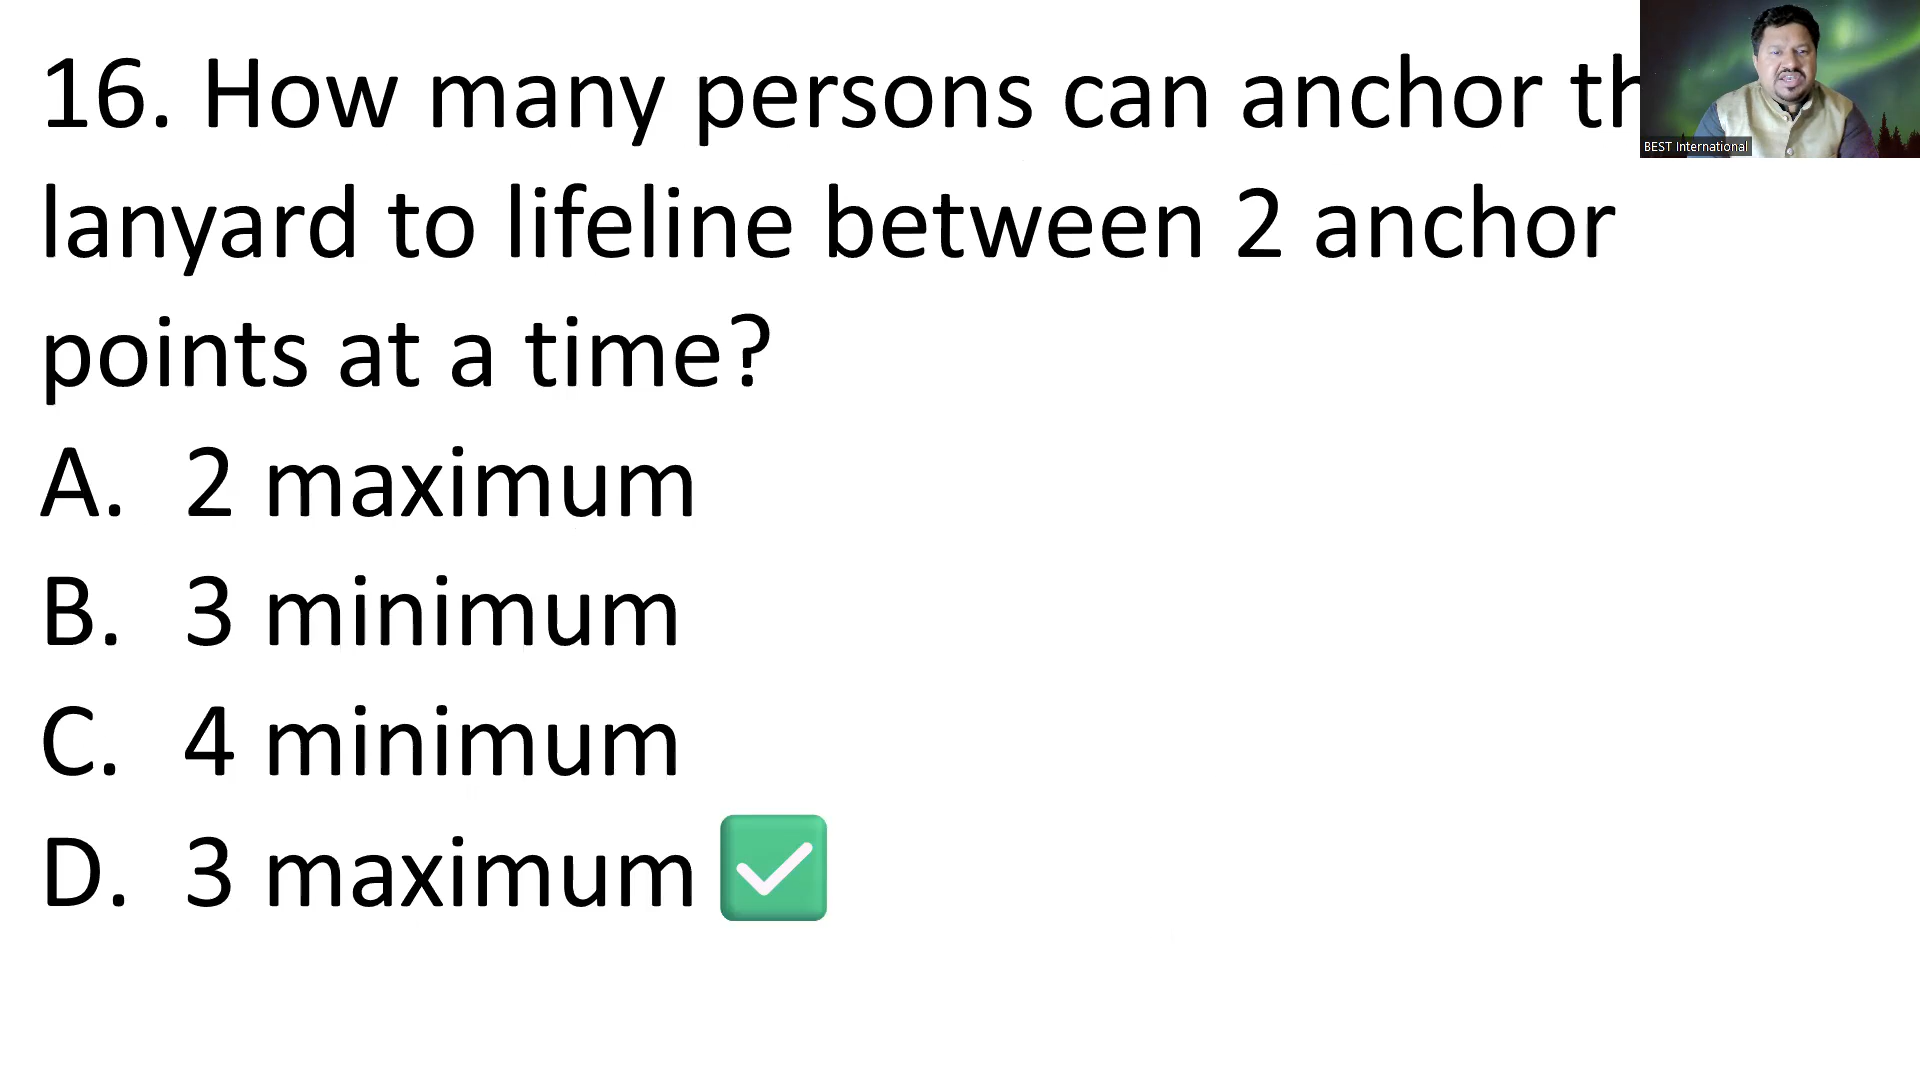 16. How many persons can anchor
lanyard to lifeline between 2 anchor
points at a time?
A. 2 maximum
B. 3 minimum
C. 4 minimum
D. 3 maximum
BEST International